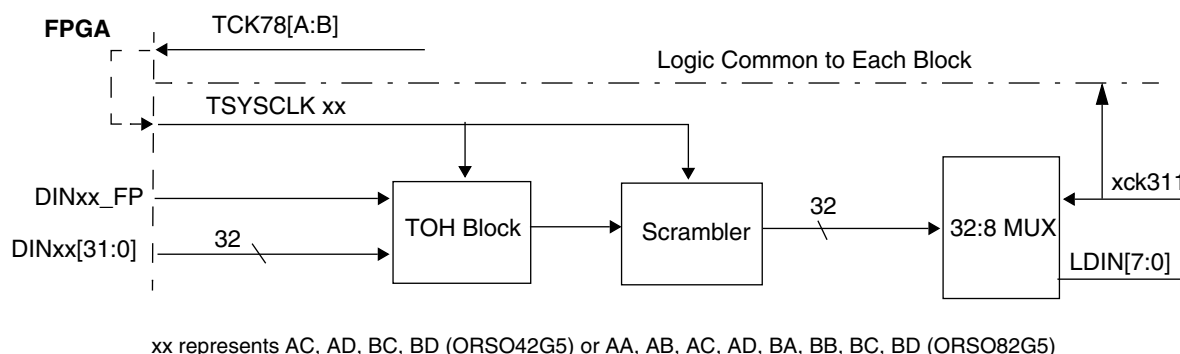 FPGA
TCK78[A:B]
Logic Common to Each Block
TSYSCLK xx
DINxx_FP
xck311
TOH Block
Scrambler
32
32:8 MUX
DINxx[31:0]
32
LDIN[7:0]
xx represents AC, AD, BC, BD (ORSO42G5) or AA, AB, AC, AD, BA, BB, BC, BD (ORSO82G5)